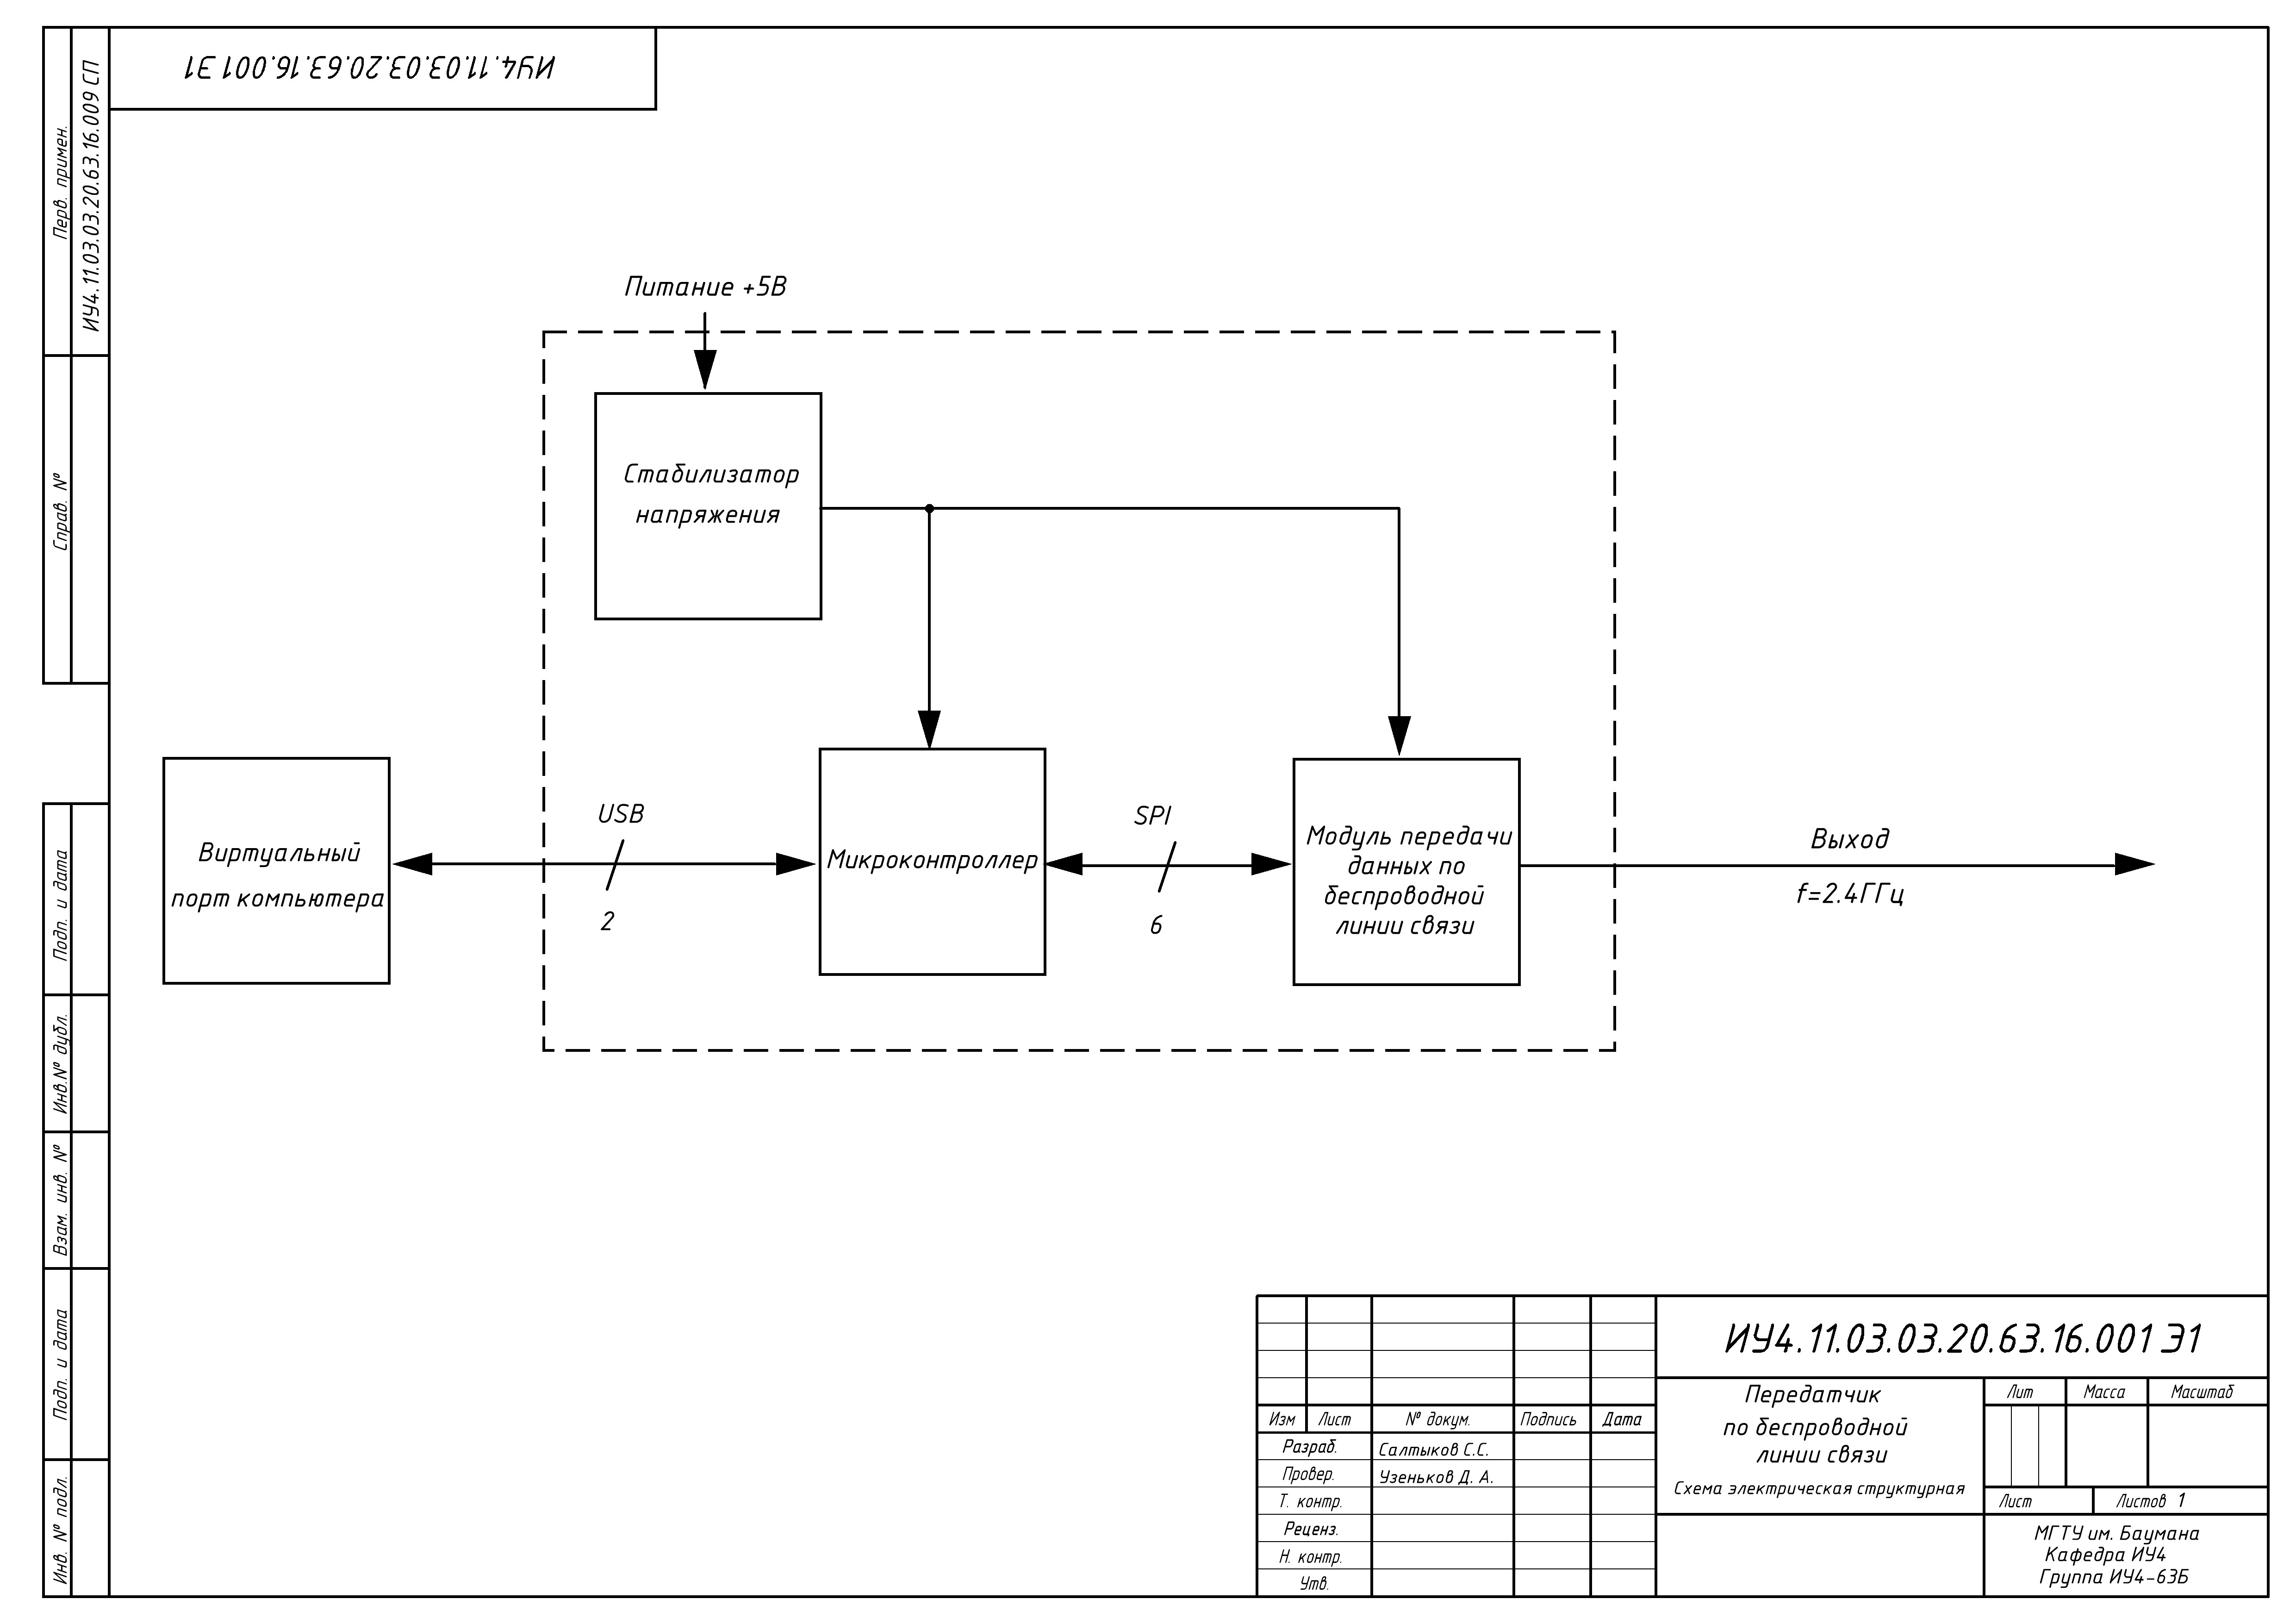 ИУ4.11.03.03.20.63.16.001 Э1
Перв. примен.
ИУ4.11.03.03.20.63.16.009 СП
Справ. №
Подп. и дата
Инв.№ дубл.
Взам. инв. №
Подп. и дата
Инв. № подл.
Питание +5В
Стабилизатор
напряжения
Виртуальный
порт компьютера
USB
2
Микроконтроллер
SPI
6
Модуль передачи
данных по
беспроводной
линии связи
Выход
f=2.4ГГц
ИУ4.11.03.03.20.63.16.001 Э1
Передатчик
по беспроводной
линии связи
Схема электрическая структурная
Лит Масса Масштаб
Лист Листов 1
МГТУ им. Баумана
Кафедра ИУ4
Группа ИУ4-63Б
Изм Лист № докум. Подпись Дата
Разраб. Салтыков С.С.
Провер. Узеньков Д. А.
Т. контр.
Реценз.
Н. контр.
Утв.